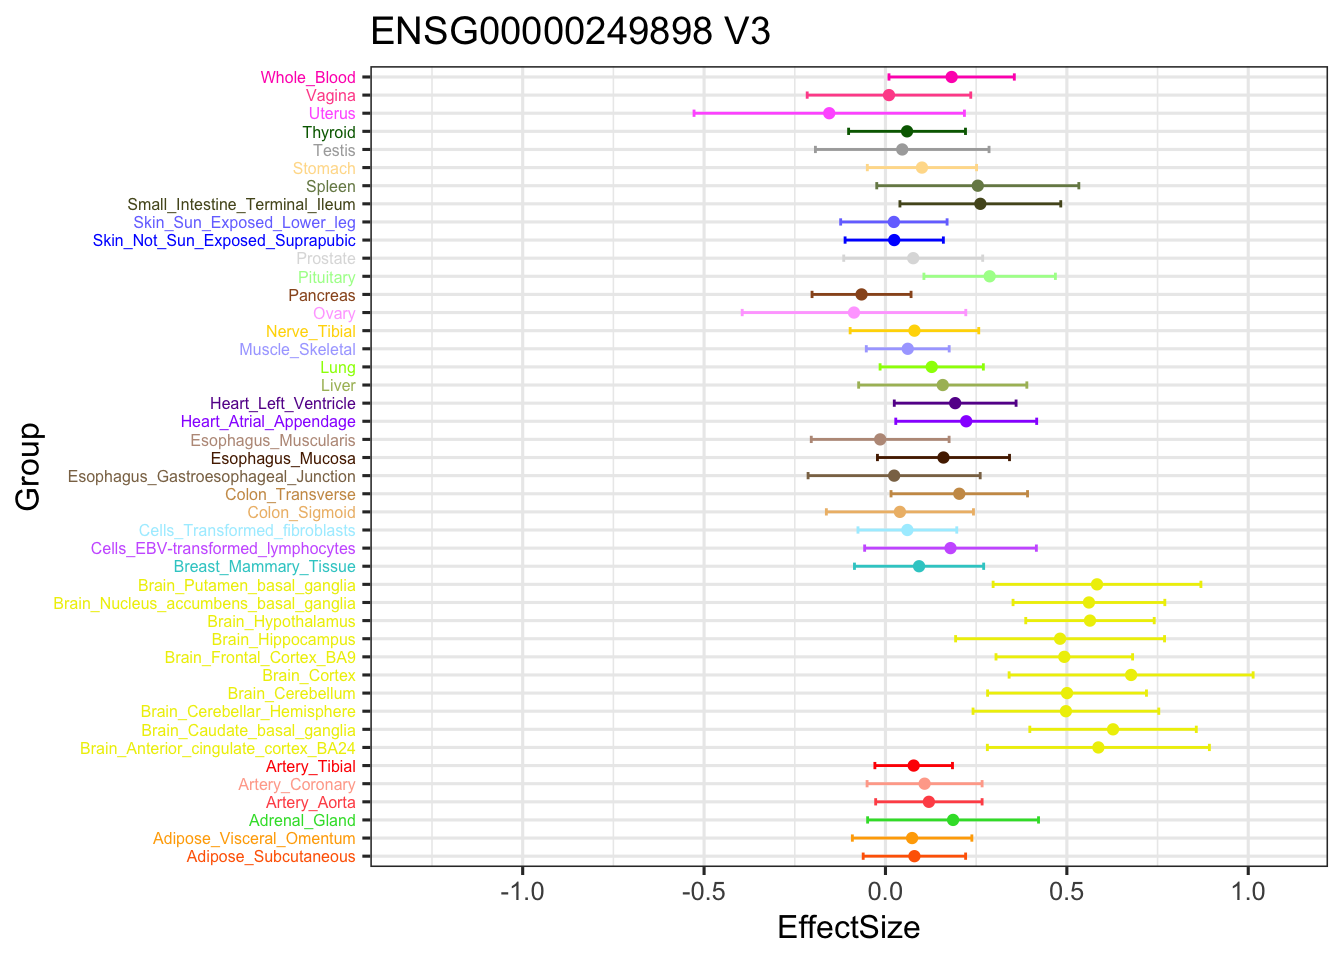 ENSG00000249898 V3
Whole_Blood
Vagina
Uterus
Thyroid
Testis
Stomach
Spleen
Small_Intestine_Terminal_Ileum
Skin_Sun_Exposed_Lower_leg
Skin_Not_Sun_Exposed_Suprapubic
Prostate
Pituitary
Pancreas
Ovary
Nerve_Tibial
Muscle_Skeletal
Lung
Liver
Heart_Left_Ventricle
Heart_Atrial_Appendage
Esophagus_Muscularis
Esophagus_Mucosa
Esophagus_Gastroesophageal_Junction
Colon_Transverse
Colon_Sigmoid
Cells_Transformed_fibroblasts
Cells_EBV-transformed_lymphocytes
Breast_Mammary_Tissue
Brain_Putamen_basal_ganglia
Brain_Nucleus_accumbens_basal_ganglia
Brain_Hypothalamus
Brain_Hippocampus
Brain_Frontal_Cortex_BA9
Brain_Cortex
Brain_Cerebellum
Brain_Cerebellar_Hemisphere
Brain_Caudate_basal_ganglia
Brain_Anterior_cingulate_cortex_BA24
Artery_Tibial
Artery_Coronary
Artery_Aorta
Adrenal_Gland
Adipose_Visceral_Omentum
Adipose_Subcutaneous
Group
-1.0 -0.5 0.0 0.5 1.0
EffectSize